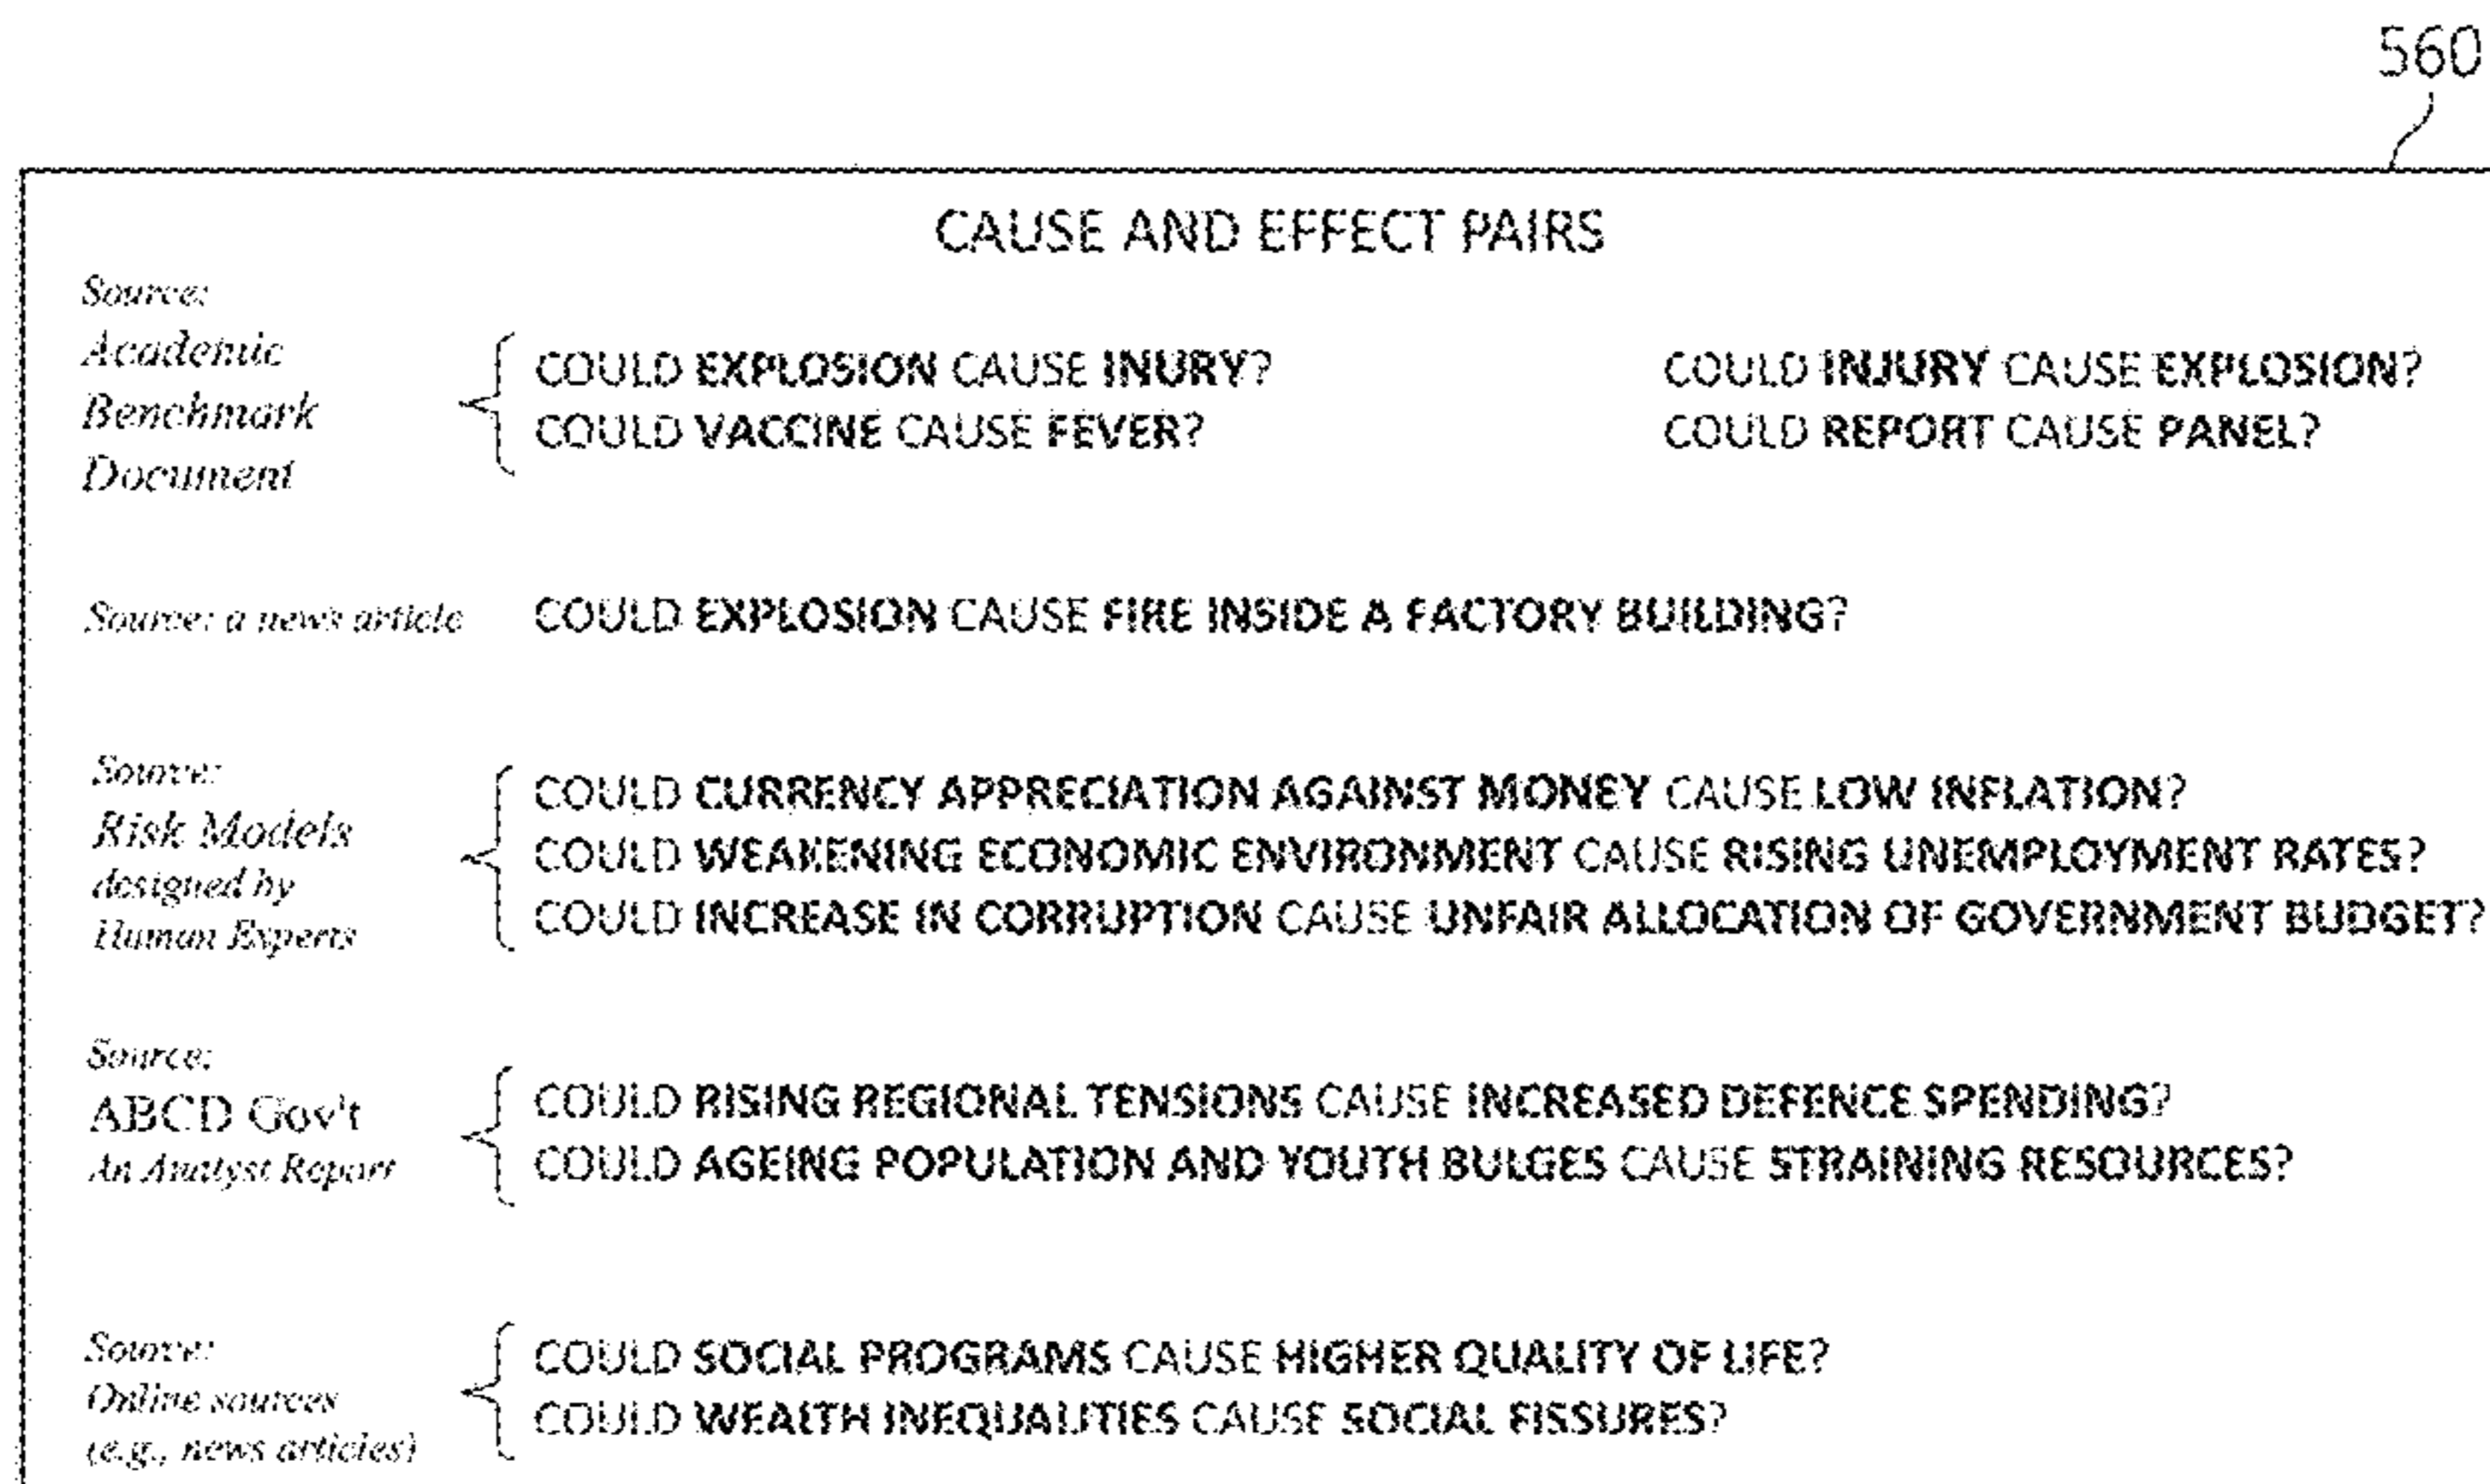 560
CAUSE AND EFFECT PAIRS
Source:
Academic
Benchmark
Document
COULD EXPLOSION CAUSE INURY? COULD INJURY CAUSE EXPLOSION?
COULD VACCINE CAUSE FEVER? COULD REPORT CAUSE PANEL?
Source: a news article COULD EXPLOSION CAUSE FIRE INSIDE A FACTORY BUILDING?
Source:
Risk Models
designed by
Human Experts
COULD CURRENCY APPRECIATION AGAINST MONEY CAUSE LOW INFLATION?
COULD WEAKENING ECONOMIC ENVIRONMENT CAUSE RISING UNEMPLOYMENT RATES?
COULD INCREASE IN CORRUPTION CAUSE UNFAIR ALLOCATION OF GOVERNMENT BUDGET?
Source:
ABCD Gov't
An Analyst Report
COULD RISING REGIONAL TENSIONS CAUSE INCREASED DEFENCE SPENDING?
COULD AGEING POPULATION AND YOUTH BULGES CAUSE STRAINING RESOURCES?
Source:
Online sources
(e.g., news articles)
COULD SOCIAL PROGRAMS CAUSE HIGHER QUALITY OF LIFE?
COULD WEALTH INEQUALITIES CAUSE SOCIAL FISSURES?